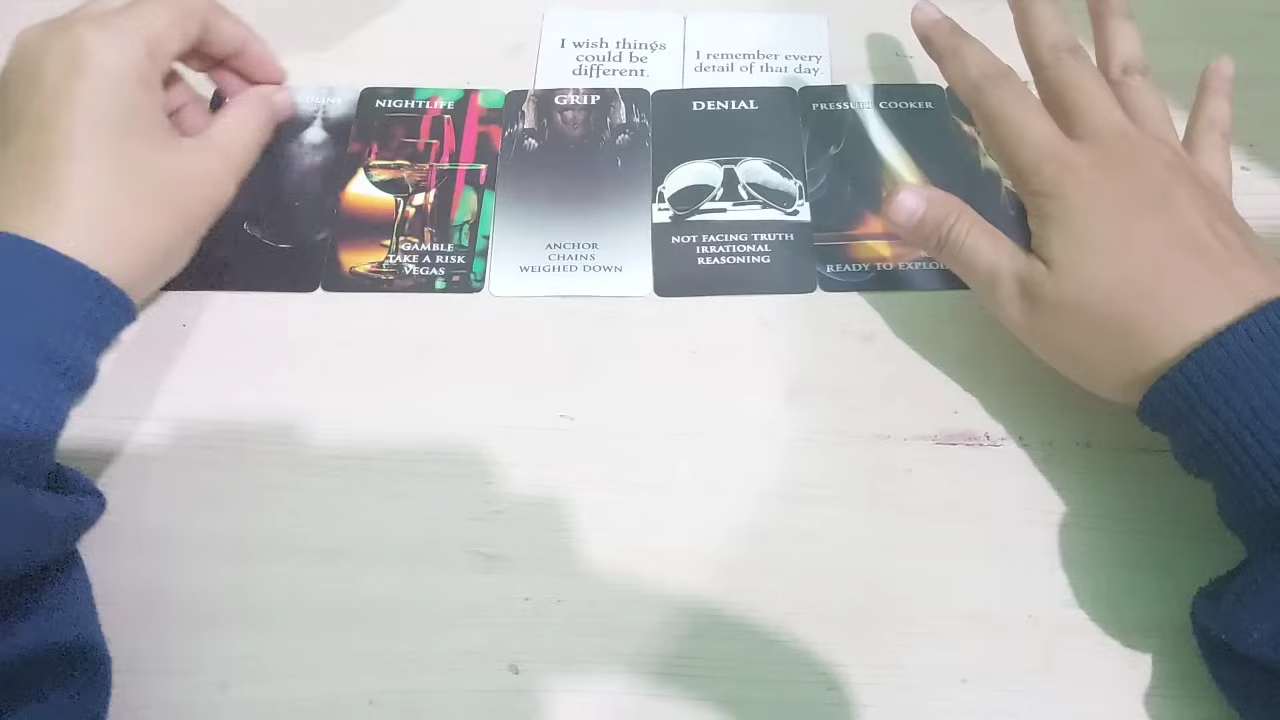 I wish things
could be
different.
I remember every
detail of that day.
NIGHTLIFE
GAMBLE
TAKE A RISK
VEGAS
GRIP
ANCHOR
CHAINS
WEIGHED DOWN
DENIAL
NOT FACING TRUTH
IRRATIONAL
REASONING
PRESSURE COOKER
READY TO